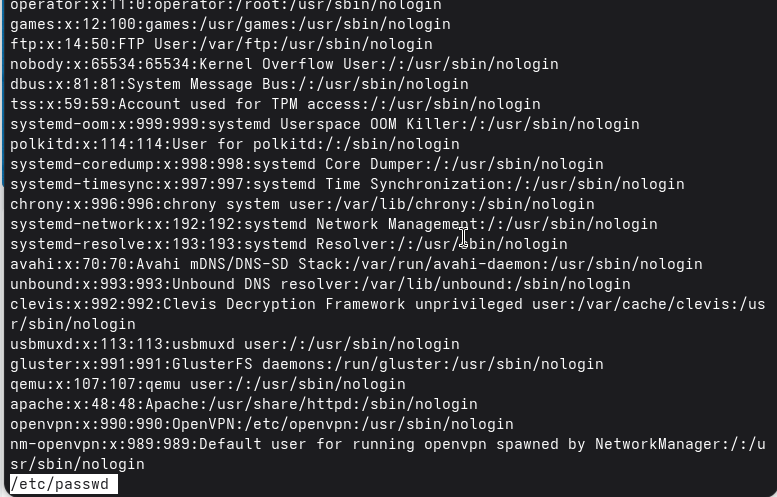 operator:x:11:0:operator:/root:/usr/sbin/nologin
games:x:12:100:games:/usr/games:/usr/sbin/nologin
ftp:x:14:50:FTP User:/var/ftp:/usr/sbin/nologin
nobody:x:65534:65534:Kernel Overflow User:/:/usr/sbin/nologin
dbus:x:81:81:System Message Bus:/:/usr/sbin/nologin
tss:x:59:59:Account used for TPM access:/:/usr/sbin/nologin
systemd-oom:x:999:999:systemd Userspace OOM Killer:/:/usr/sbin/nologin
polkitd:x:114:114:User for polkitd:/:/sbin/nologin
systemd-coredump:x:998:998:systemd Core Dumper:/:/usr/sbin/nologin
systemd-timesync:x:997:997:systemd Time Synchronization:/:/usr/sbin/nologin
chrony:x:996:996:chrony system user:/var/lib/chrony:/sbin/nologin
systemd-network:x:192:192:systemd Network Management:/:/usr/sbin/nologin
systemd-resolve:x:193:193:systemd Resolver:/:/usr/sbin/nologin
avahi:x:70:70:Avahi mDNS/DNS-SD Stack:/var/run/avahi-daemon:/usr/sbin/nologin
unbound:x:993:993:Unbound DNS resolver:/var/lib/unbound:/sbin/nologin
clevis:x:992:992:Clevis Decryption Framework unprivileged user:/var/cache/clevis:/us
r/sbin/nologin
usbmuxd:x:113:113:usbmuxd user:/:/usr/sbin/nologin
gluster:x:991:991:GlusterFS daemons:/run/gluster:/usr/sbin/nologin
qemu:x:107:107:qemu user:/:/usr/sbin/nologin
apache:x:48:48:Apache:/usr/share/httpd:/sbin/nologin
openvpn:x:990:990:OpenVPN:/etc/openvpn:/usr/sbin/nologin
nm-openvpn:x:989:989:Default user for running openvpn spawned by NetworkManager:/:/u
sr/sbin/nologin
/etc/passwd